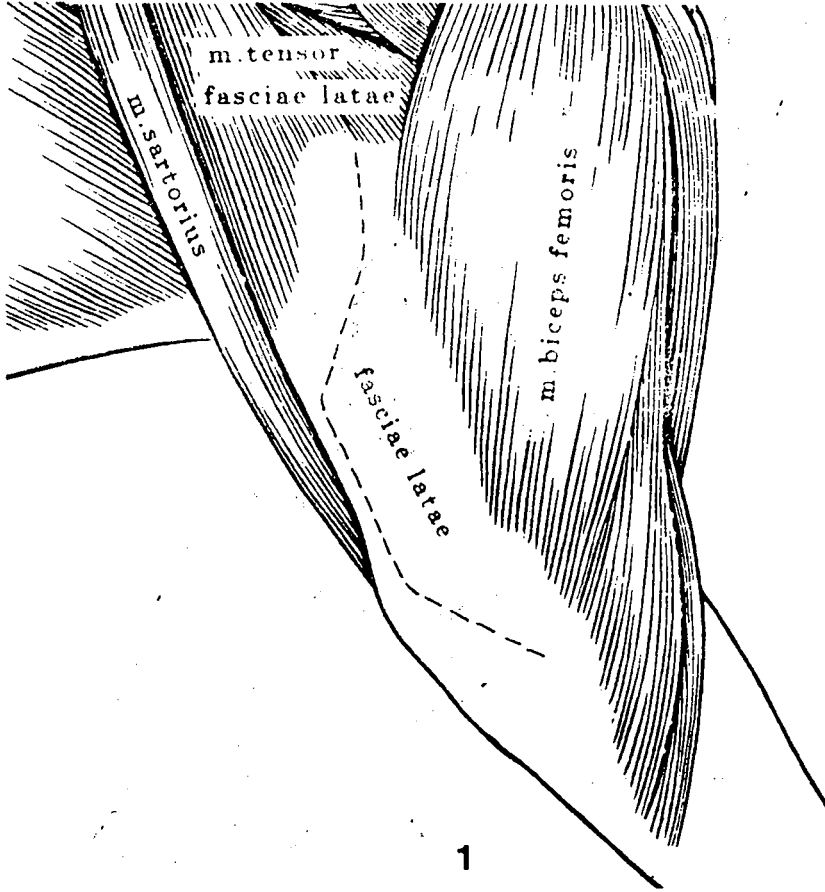 m.tensor
fasciae latae
m.sartorius
m.biceps femoris
fasciae latae
1